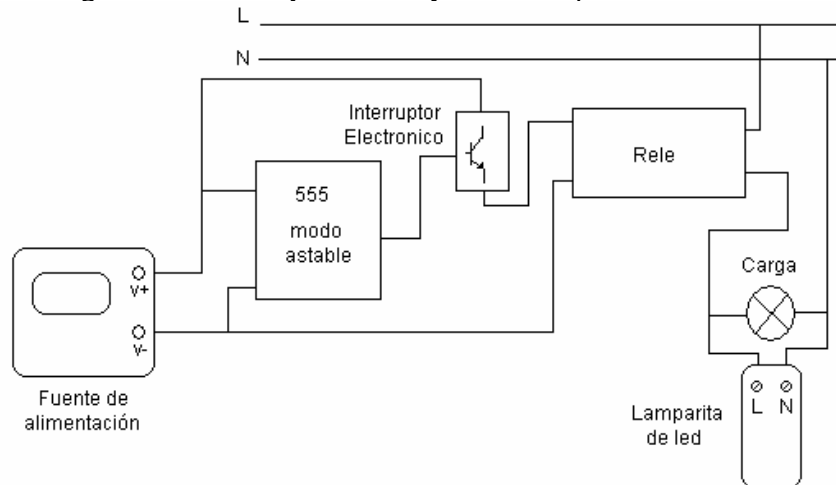 L
N
Interruptor
Electronico
Rele
555
modo
astable
V+
V-
Carga
Fuente de
alimentación
L N
Lamparita
de led